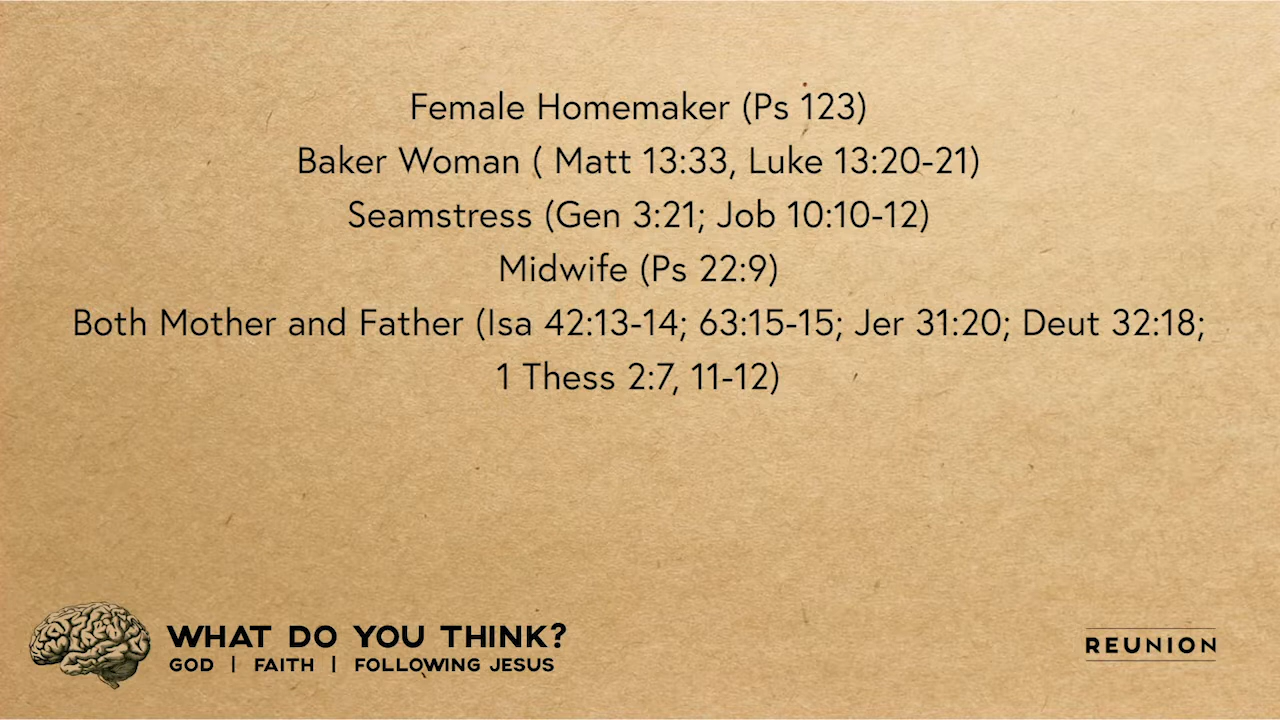 Female Homemaker (Ps 123)
Baker Woman ( Matt 13:33, Luke 13:20-21)
Seamstress (Gen 3:21; Job 10:10-12)
Midwife (Ps 22:9)
Both Mother and Father (Isa 42:13-14; 63:15-15; Jer 31:20; Deut 32:18;
1 Thess 2:7, 11-12)
WHAT DO YOU THINK?
GOD | FAITH | FOLLOWING JESUS
REUNION